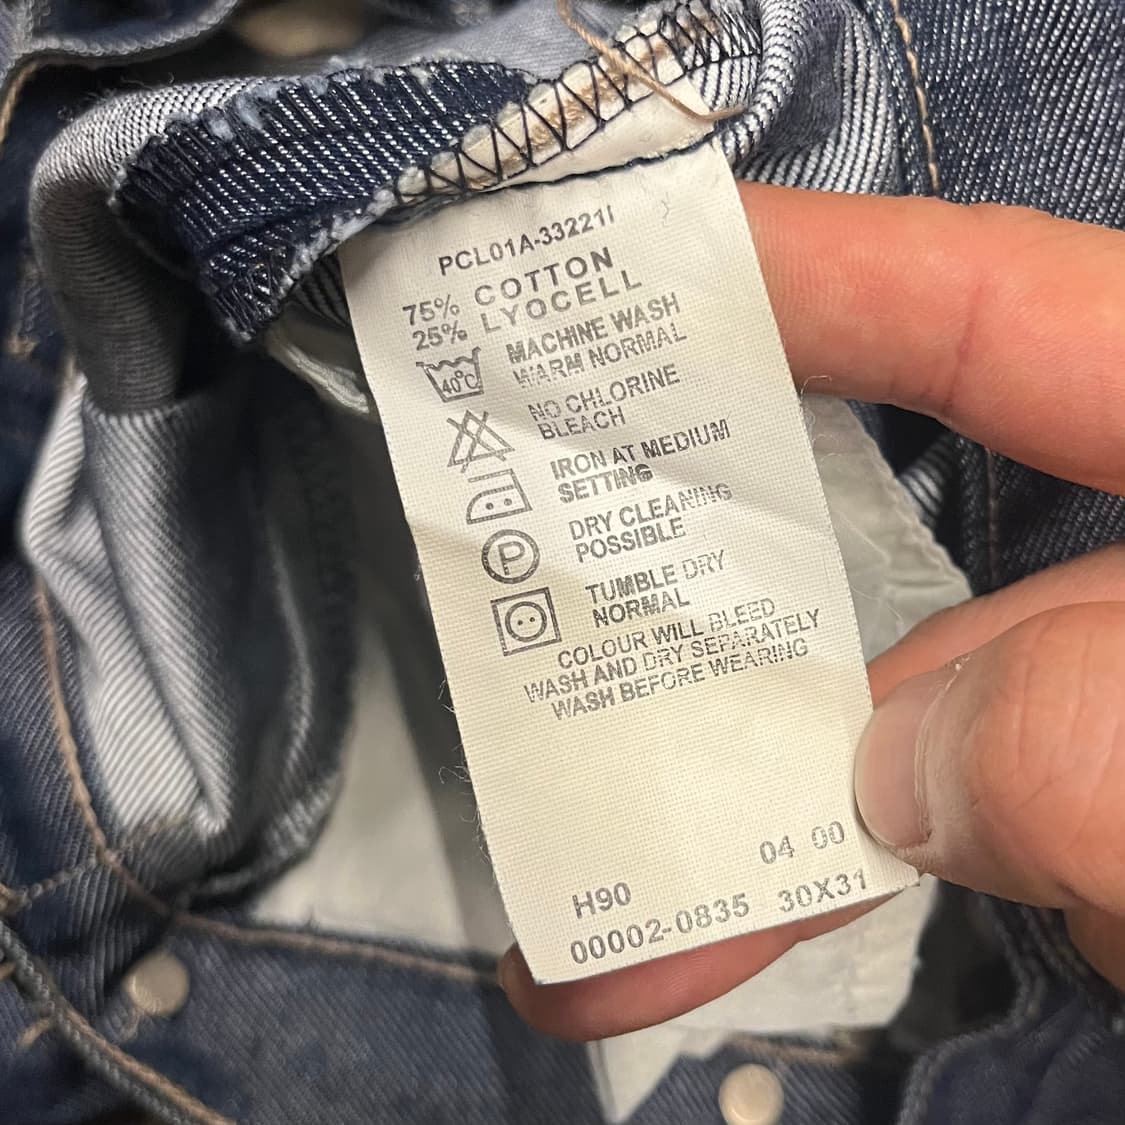 PCL01A-33221I
75% COTTON
25% LYOCELL
40°C MACHINE WASH
WARM NORMAL
NO CHLORINE
BLEACH
IRON AT MEDIUM
SETTING
P DRY CLEANING
POSSIBLE
TUMBLE DRY
NORMAL
COLOUR WILL BLEED
WASH AND DRY SEPARATELY
WASH BEFORE WEARING
04 00
H90
00002-0835 30X31